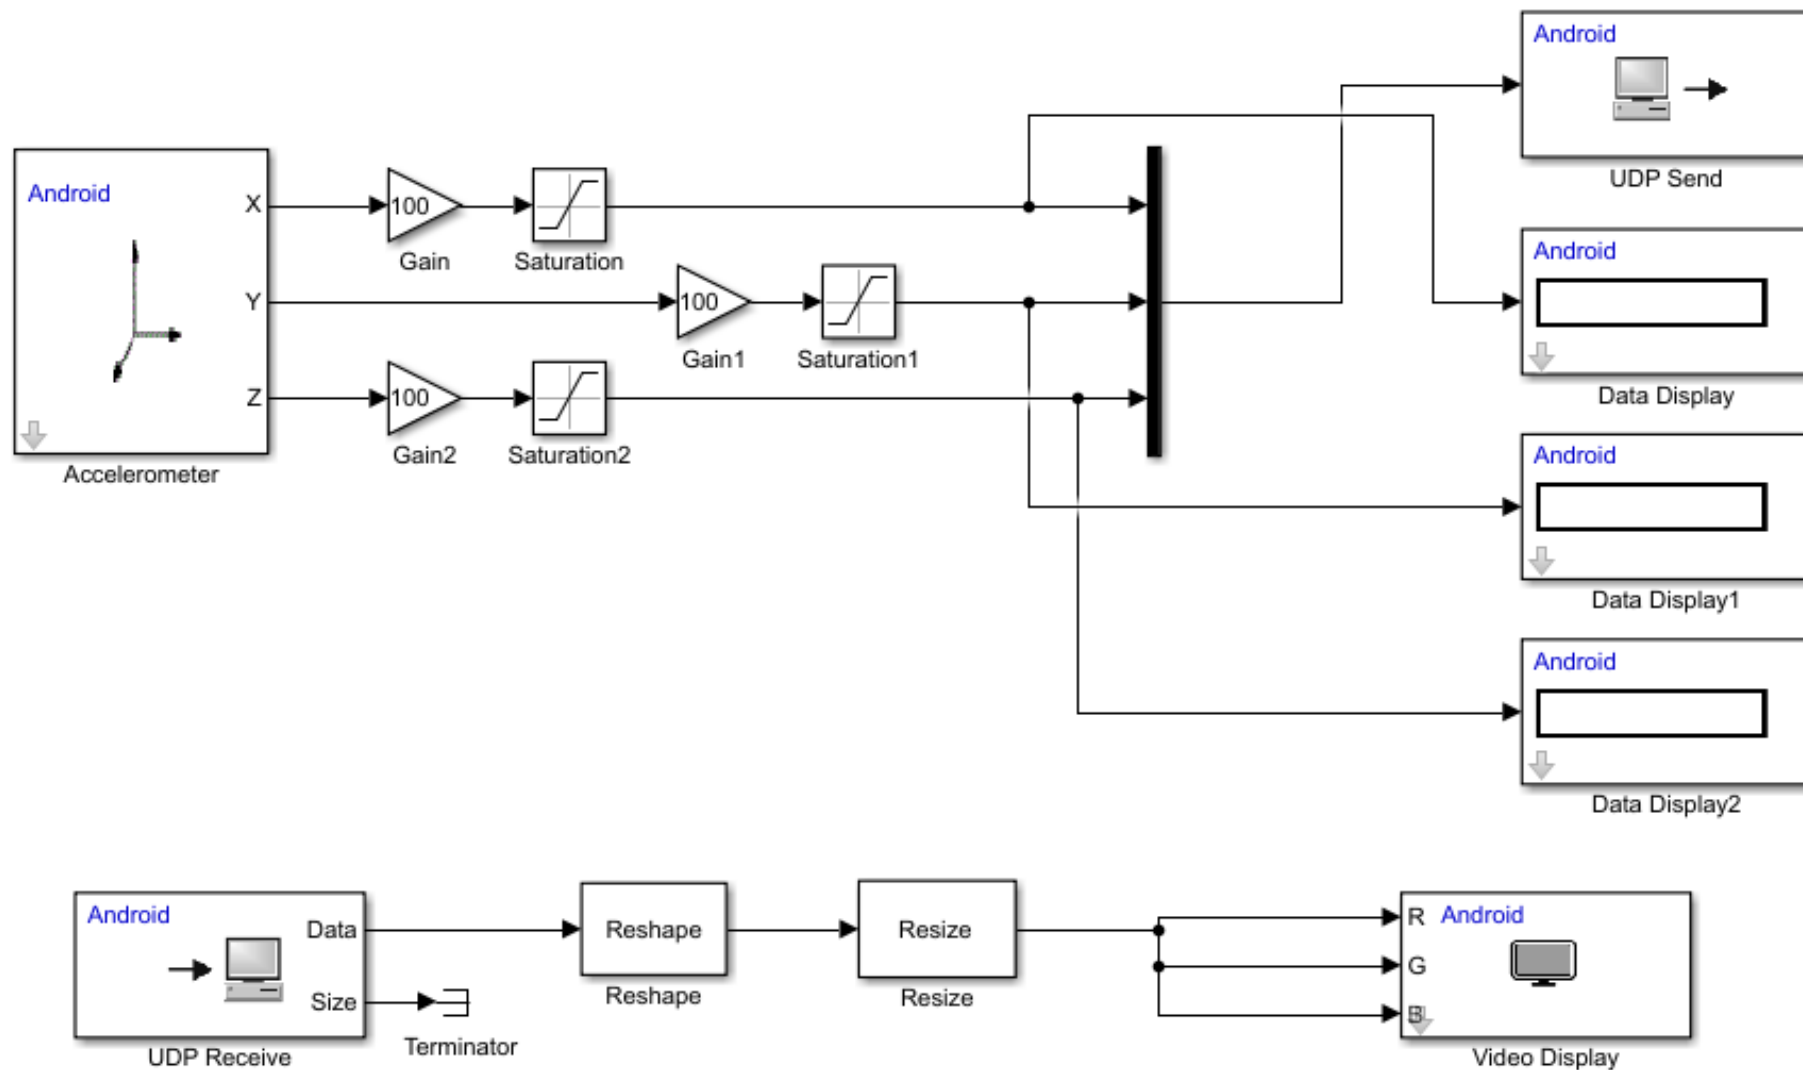 Android
UDP Send
Android
X
100
Gain
Saturation
Android
Data Display
Y
100
Gain1
Saturation1
Z
100
Gain2
Saturation2
Accelerometer
Android
Data Display1
Android
Data Display2
Android
Data
Size
UDP Receive
Terminator
Reshape
Reshape
Resize
Resize
R
Android
G
B
Video Display